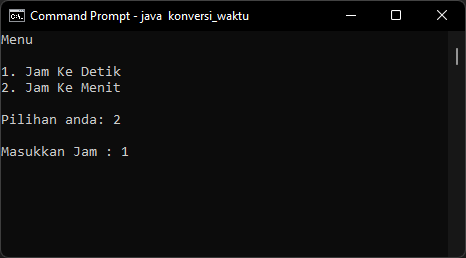 Command Prompt - java  konversi_waktu
Menu
1. Jam Ke Detik
2. Jam Ke Menit
Pilihan anda: 2
Masukkan Jam : 1